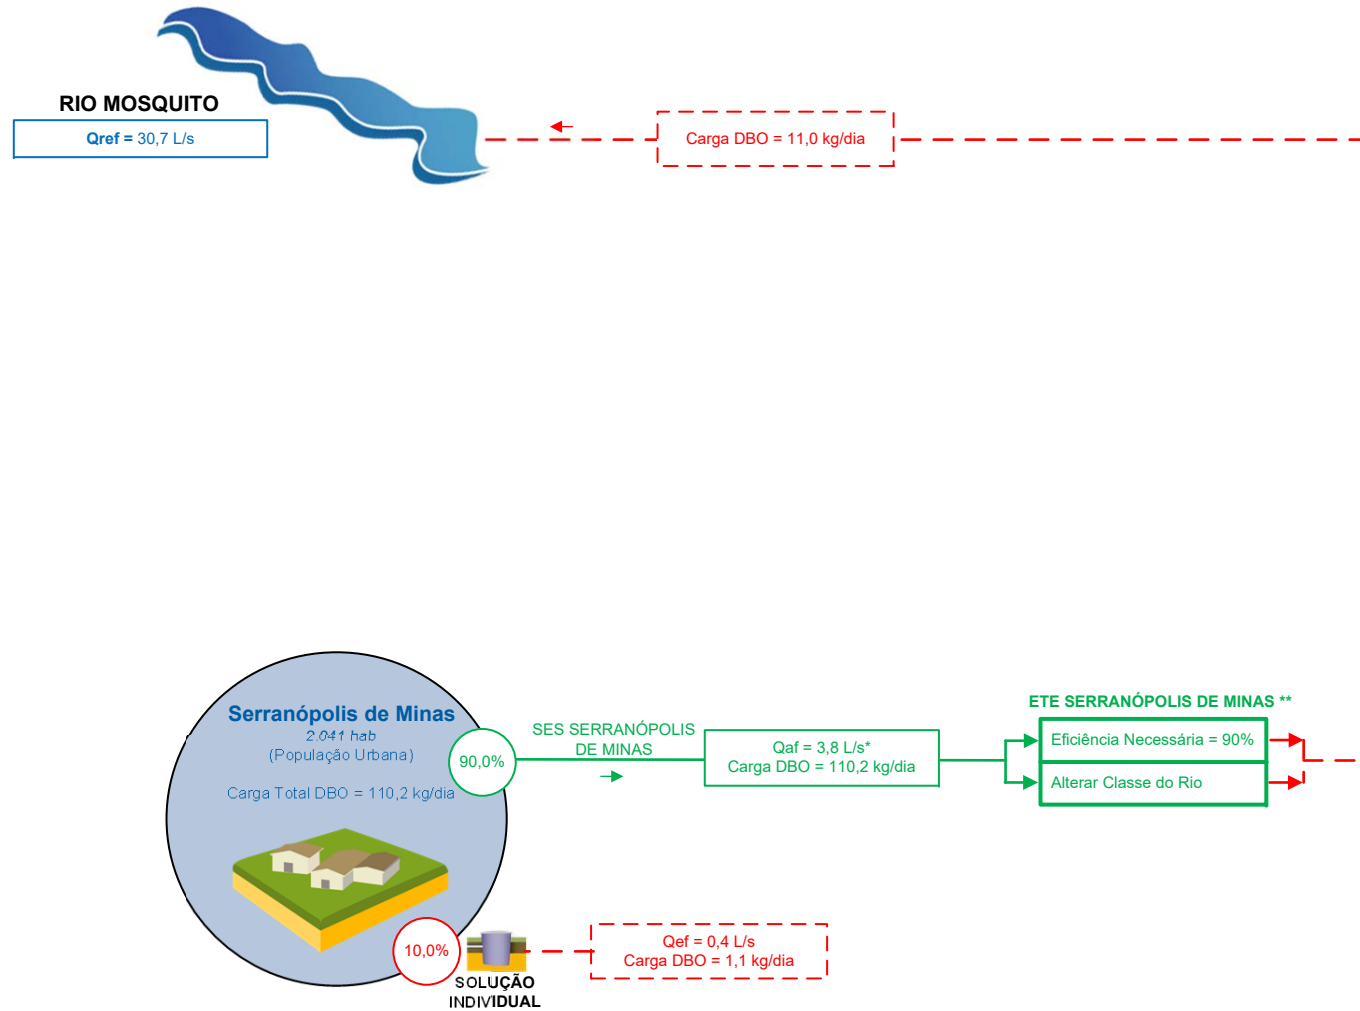 RIO MOSQUITO
Qref = 30,7 L/s
Carga DBO = 11,0 kg/dia
Serranópolis de Minas
2.041 hab
(População Urbana)
Carga Total DBO = 110,2 kg/dia
90,0%
SES SERRANÓPOLIS
DE MINAS
Qaf = 3,8 L/s*
Carga DBO = 110,2 kg/dia
ETE SERRANÓPOLIS DE MINAS **
Eficiência Necessária = 90%
Alterar Classe do Rio
10,0%
SOLUÇÃO
INDIVIDUAL
Qef = 0,4 L/s
Carga DBO = 1,1 kg/dia